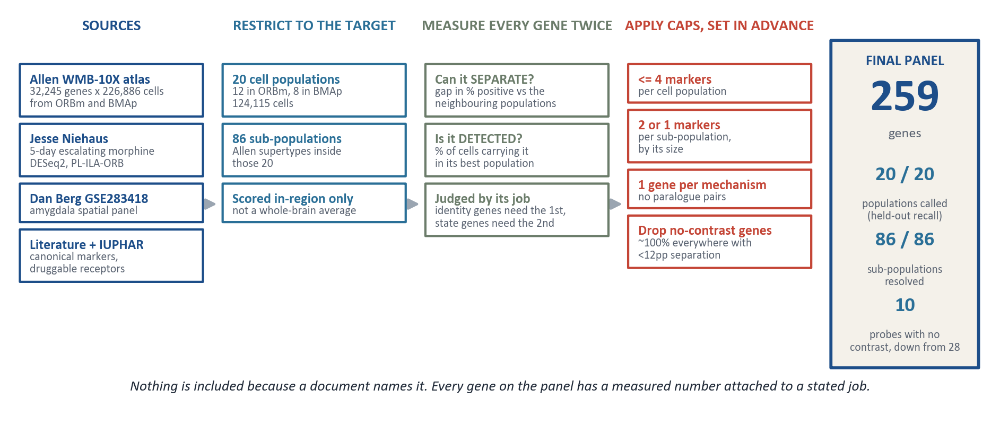 SOURCES
Allen WMB-10X atlas
32,245 genes x 226,886 cells
from ORBm and BMAp
Jesse Niehaus
5-day escalating morphine
DESeq2, PL-ILA-ORB
Dan Berg GSE283418
amygdala spatial panel
Literature + IUPHAR
canonical markers,
druggable receptors
RESTRICT TO THE TARGET
20 cell populations
12 in ORBm, 8 in BMAp
124,115 cells
86 sub-populations
Allen supertypes inside
those 20
Scored in-region only
not a whole-brain average
MEASURE EVERY GENE TWICE
Can it SEPARATE?
gap in % positive vs the
neighbouring populations
Is it DETECTED?
% of cells carrying it
in its best population
Judged by its job
identity genes need the 1st,
state genes need the 2nd
APPLY CAPS, SET IN ADVANCE
<= 4 markers
per cell population
2 or 1 markers
per sub-population,
by its size
1 gene per mechanism
no paralogue pairs
Drop no-contrast genes
~100% everywhere with
<12pp separation
FINAL PANEL
259
genes
20 / 20
populations called
(held-out recall)
86 / 86
sub-populations
resolved
10
probes with no
contrast, down from 28
Nothing is included because a document names it. Every gene on the panel has a measured number attached to a stated job.